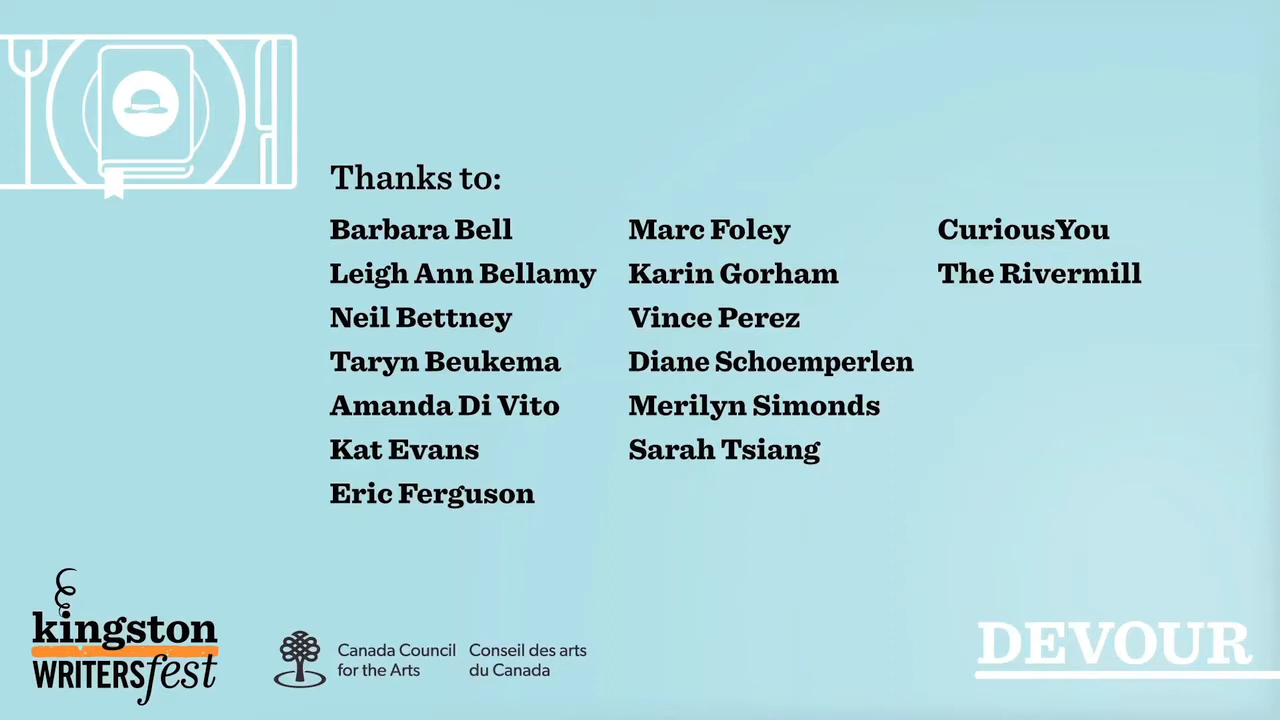 Thanks to:
Barbara Bell
Leigh Ann Bellamy
Neil Bettney
Taryn Beukema
Amanda Di Vito
Kat Evans
Eric Ferguson
Marc Foley
Karin Gorham
Vince Perez
Diane Schoemperlen
Merilyn Simonds
Sarah Tsiang
CuriousYou
The Rivermill
kingston
WRITERSfest
Canada Council
for the Arts
Conseil des arts
du Canada
DEVOUR